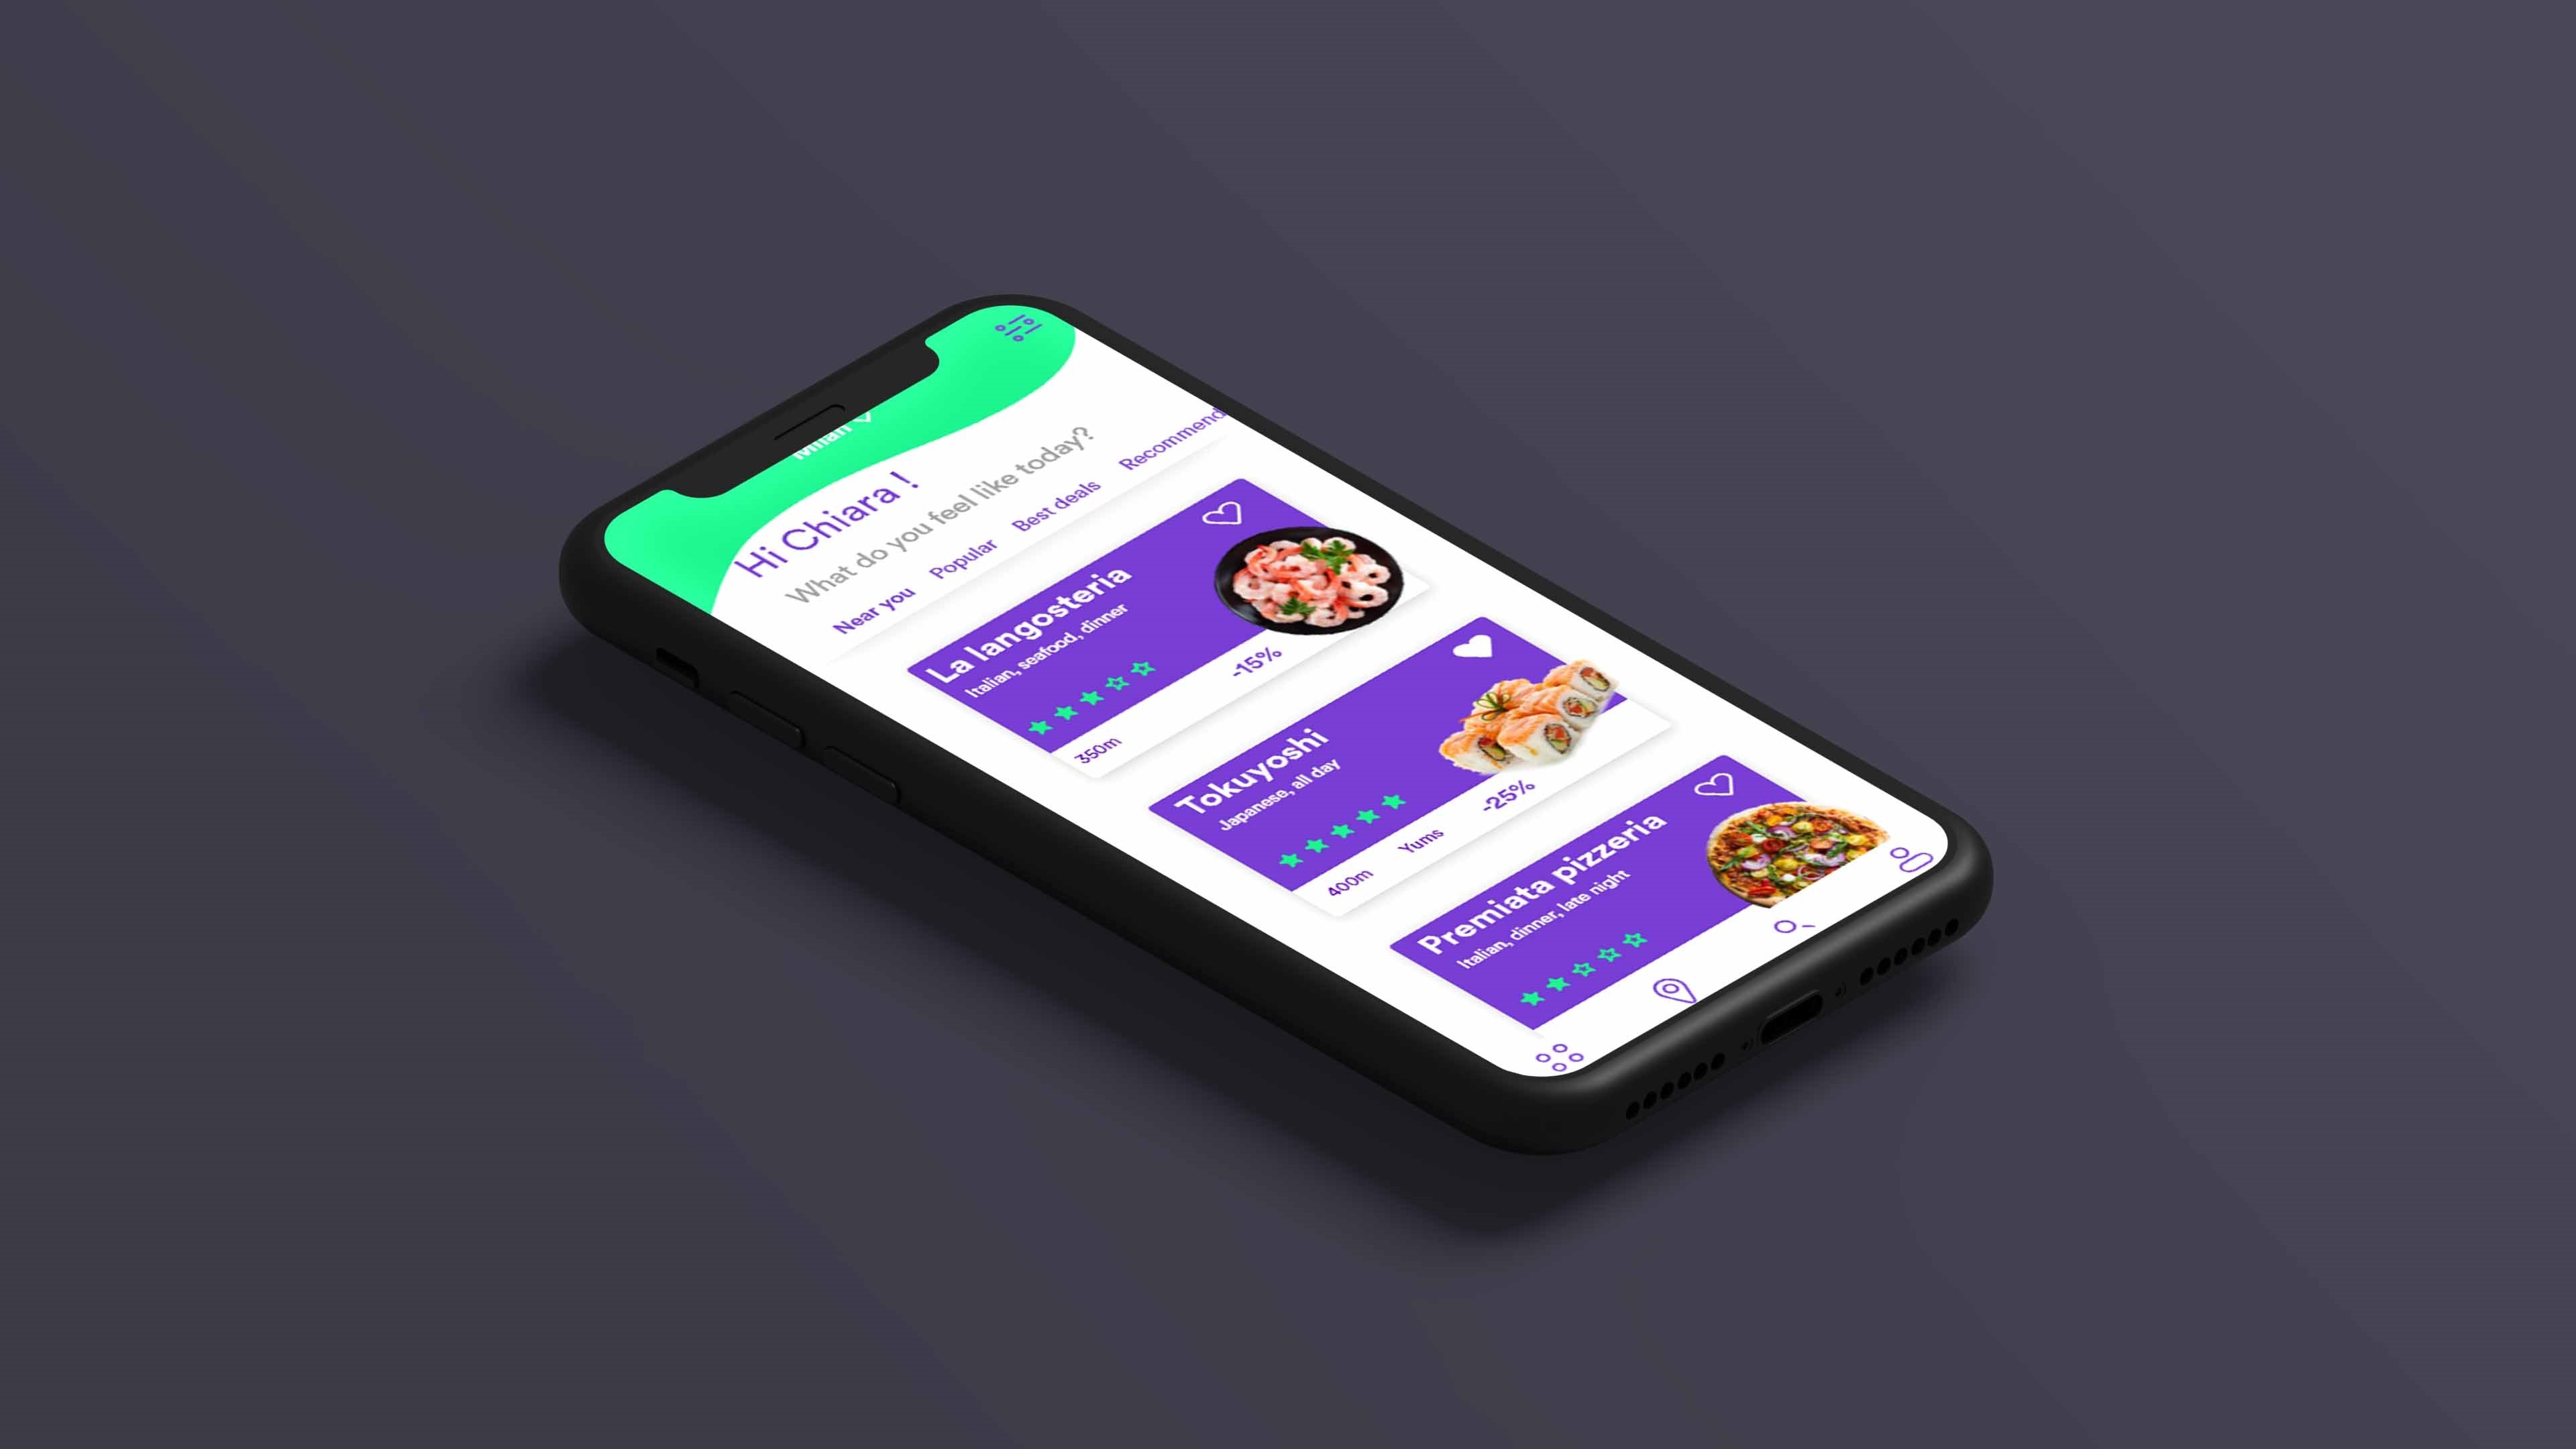 Milan
Hi Chiara !
What do you feel like today?
Near you Popular Best deals Recommend
La langosteria
Italian, seafood, dinner
350m -15%
Tokuyoshi
Japanese, all day
400m Yums -25%
Premiata pizzeria
Italian, dinner, late night